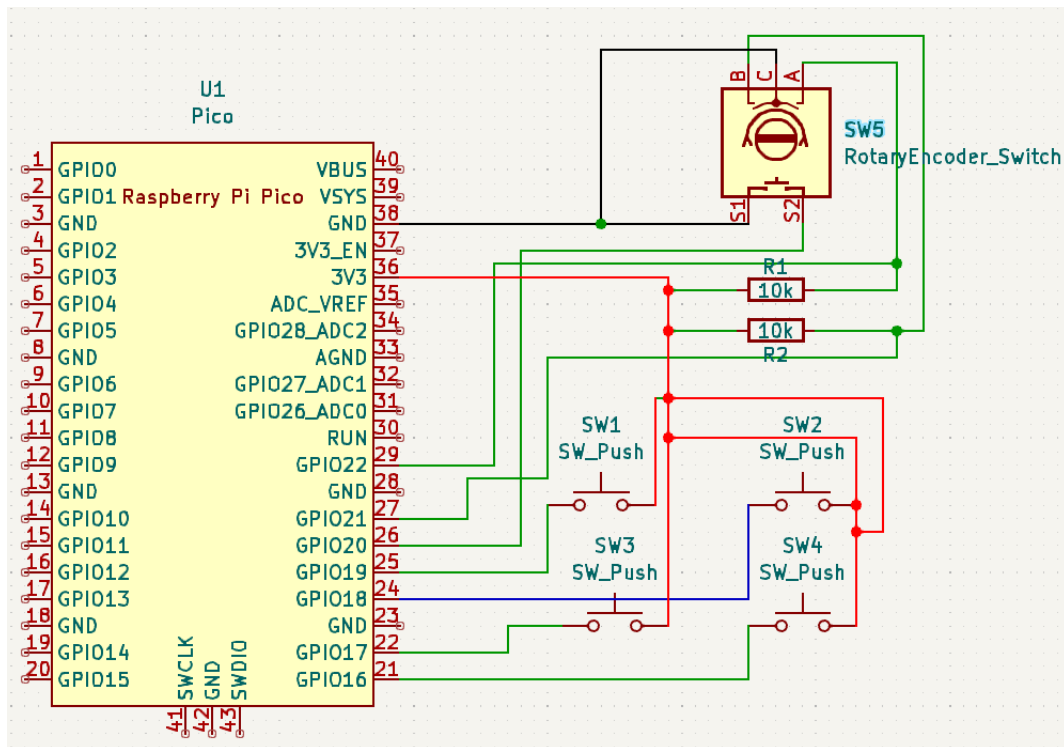 U1
Pico
Raspberry Pi Pico
1 GPIO0
2 GPIO1
3 GND
4 GPIO2
5 GPIO3
6 GPIO4
7 GPIO5
8 GND
9 GPIO6
10 GPIO7
11 GPIO8
12 GPIO9
13 GND
14 GPIO10
15 GPIO11
16 GPIO12
17 GPIO13
18 GND
19 GPIO14
20 GPIO15
SWCLK 41
GND 42
SWDIO 43
VBUS 40
VSYS 39
GND 38
3V3_EN 37
3V3 36
ADC_VREF 35
GPIO28_ADC2 34
AGND 33
GPIO27_ADC1 32
GPIO26_ADC0 31
RUN 30
GPIO22 29
GND 28
GPIO21 27
GPIO20 26
GPIO19 25
GPIO18 24
GND 23
GPIO17 22
GPIO16 21
B C A
SW5
RotaryEncoder_Switch
S1 S2
R1
10k
10k
R2
SW1
SW_Push
SW2
SW_Push
SW3
SW_Push
SW4
SW_Push